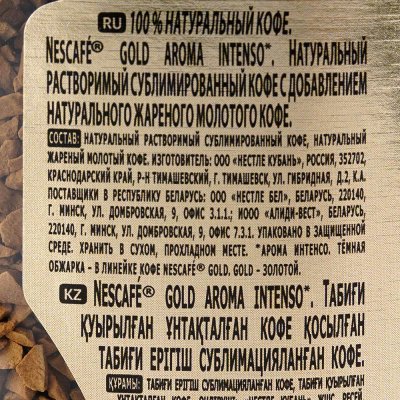 RU 100% НАТУРАЛЬНЫЙ КОФЕ.
NESCAFÉ® GOLD AROMA INTENSO*. НАТУРАЛЬНЫЙ
РАСТВОРИМЫЙ СУБЛИМИРОВАННЫЙ КОФЕ С ДОБАВЛЕНИЕМ
НАТУРАЛЬНОГО ЖАРЕНОГО МОЛОТОГО КОФЕ.
СОСТАВ: НАТУРАЛЬНЫЙ РАСТВОРИМЫЙ СУБЛИМИРОВАННЫЙ КОФЕ, НАТУРАЛЬНЫЙ
ЖАРЕНЫЙ МОЛОТЫЙ КОФЕ. ИЗГОТОВИТЕЛЬ: ООО «НЕСТЛЕ КУБАНЬ», РОССИЯ, 352702,
КРАСНОДАРСКИЙ КРАЙ, Р-Н ТИМАШЕВСКИЙ, Г. ТИМАШЕВСК, УЛ. ГИБРИДНАЯ, Д.2, К.А.
ПОСТАВЩИКИ В РЕСПУБЛИКУ БЕЛАРУСЬ: ООО «НЕСТЛЕ БЕЛ», БЕЛАРУСЬ, 220140,
Г. МИНСК, УЛ. ДОМБРОВСКАЯ, 9, ОФИС 3.1.1.; ИООО «АЛИДИ-ВЕСТ», БЕЛАРУСЬ,
220140, Г. МИНСК, УЛ. ДОМБРОВСКАЯ, 9, ОФИС 7.3.1. УПАКОВАНО В ЗАЩИЩЕННОЙ
СРЕДЕ. ХРАНИТЬ В СУХОМ, ПРОХЛАДНОМ МЕСТЕ. *АРОМА ИНТЕНСО. ТЁМНАЯ
ОБЖАРКА – В ЛИНЕЙКЕ КОФЕ NESCAFÉ® GOLD. GOLD - ЗОЛОТОЙ.
KZ NESCAFÉ® GOLD AROMA INTENSO*. ТАБИҒИ
ҚУЫРЫЛҒАН ҰНТАҚТАЛҒАН КОФЕ ҚОСЫЛҒАН
ТАБИҒИ ЕРІГІШ СУБЛИМАЦИЯЛАНҒАН КОФЕ.
ҚҰРАМЫ: ТАБИҒИ ЕРІГІШ СУБЛИМАЦИЯЛАНҒАН КОФЕ, ТАБИҒИ ҚУЫРЫЛҒАН